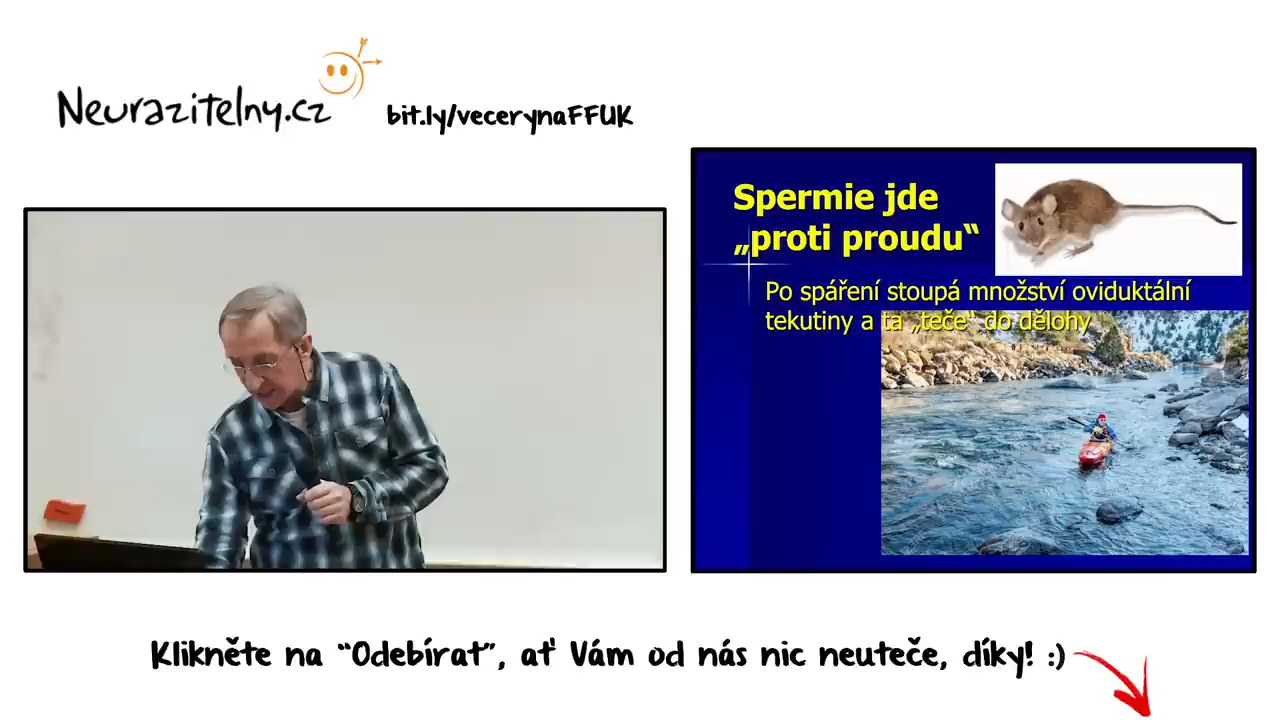 Neurazitelny.cz
bit.ly/vecerynaFFUK
Spermie jde
„proti proudu“
Po spáření stoupá množství oviduktální
tekutiny a ta „teče“ do dělohy
Klikněte na “Odebírat”, ať Vám od nás nic neuteče, díky! :)